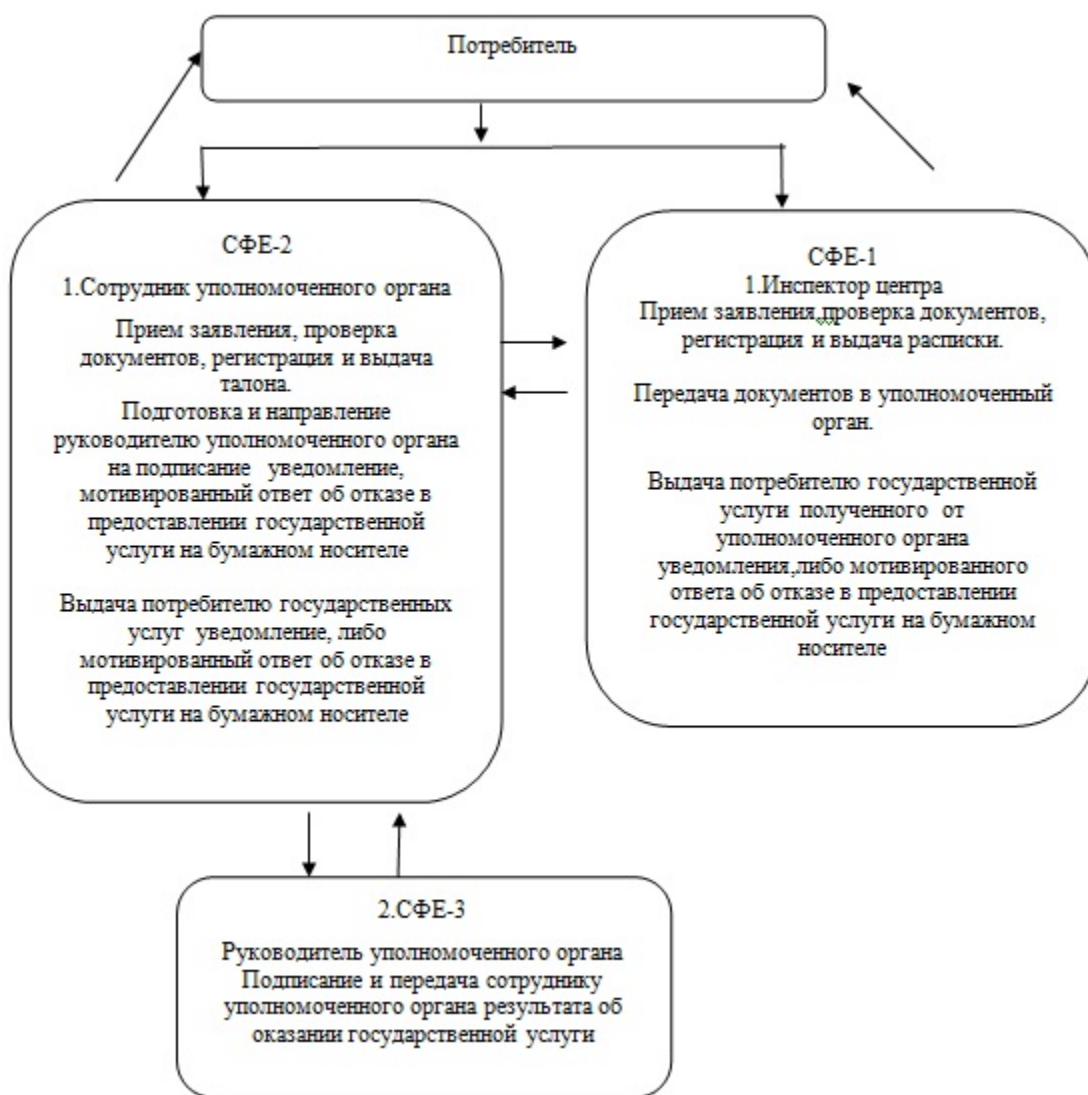 Потребитель
СФЕ-2
1.Сотрудник уполномоченного органа
Прием заявления, проверка
документов, регистрация и выдача
талона.
Подготовка и направление
руководителю уполномоченного органа
на подписание уведомление,
мотивированный ответ об отказе в
предоставлении государственной
услуги на бумажном носителе
Выдача потребителю государственных
услуг уведомление, либо
мотивированный ответ об отказе в
предоставлении государственной
услуги на бумажном носителе
СФЕ-1
1.Инспектор центра
Прием заявления,проверка документов,
регистрация и выдача расписки.
Передача документов в уполномоченный
орган.
Выдача потребителю государственной
услуги полученного от
уполномоченного органа
уведомления,либо мотивированного
ответа об отказе в предоставлении
государственной услуги на бумажном
носителе
2.СФЕ-3
Руководитель уполномоченного органа
Подписание и передача сотруднику
уполномоченного органа результата об
оказании государственной услуги